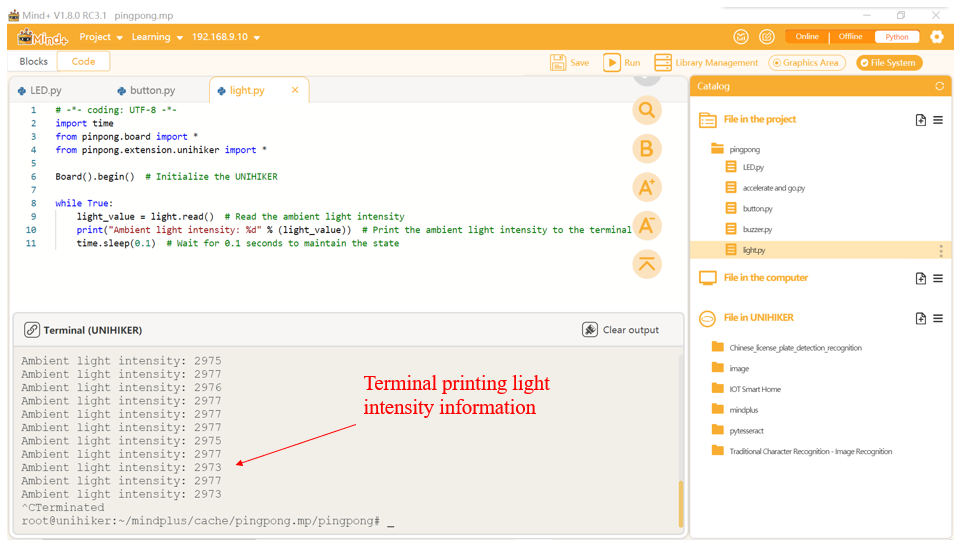 Mind+ V1.8.0 RC3.1 pingpong.mp
Mind+ Project Learning 192.168.9.10 Online Offline Python
Blocks Code Save Run Library Management Graphics Area File System
LED.py button.py light.py ×
1 # -*- coding: UTF-8 -*-
2 import time
3 from pinpong.board import *
4 from pinpong.extension.unihiker import *
5
6 Board().begin()  # Initialize the UNIHIKER
7
8 while True:
9     light_value = light.read()  # Read the ambient light intensity
10     print("Ambient light intensity: %d" % (light_value))  # Print the ambient light intensity to the terminal
11     time.sleep(0.1)  # Wait for 0.1 seconds to maintain the state
B
A+
A-
Terminal (UNIHIKER) Clear output
Ambient light intensity: 2975
Ambient light intensity: 2977
Ambient light intensity: 2976
Ambient light intensity: 2977
Ambient light intensity: 2977
Ambient light intensity: 2977
Ambient light intensity: 2975
Ambient light intensity: 2977
Ambient light intensity: 2973
Ambient light intensity: 2977
Ambient light intensity: 2973
^CTerminated
root@unihiker:~/mindplus/cache/pingpong.mp/pingpong# _
Terminal printing light
intensity information
Catalog
File in the project
pingpong
LED.py
accelerate and go.py
button.py
buzzer.py
light.py
File in the computer
File in UNIHIKER
Chinese_license_plate_detection_recognition
image
IOT Smart Home
mindplus
pytesseract
Traditional Character Recognition - Image Recognition